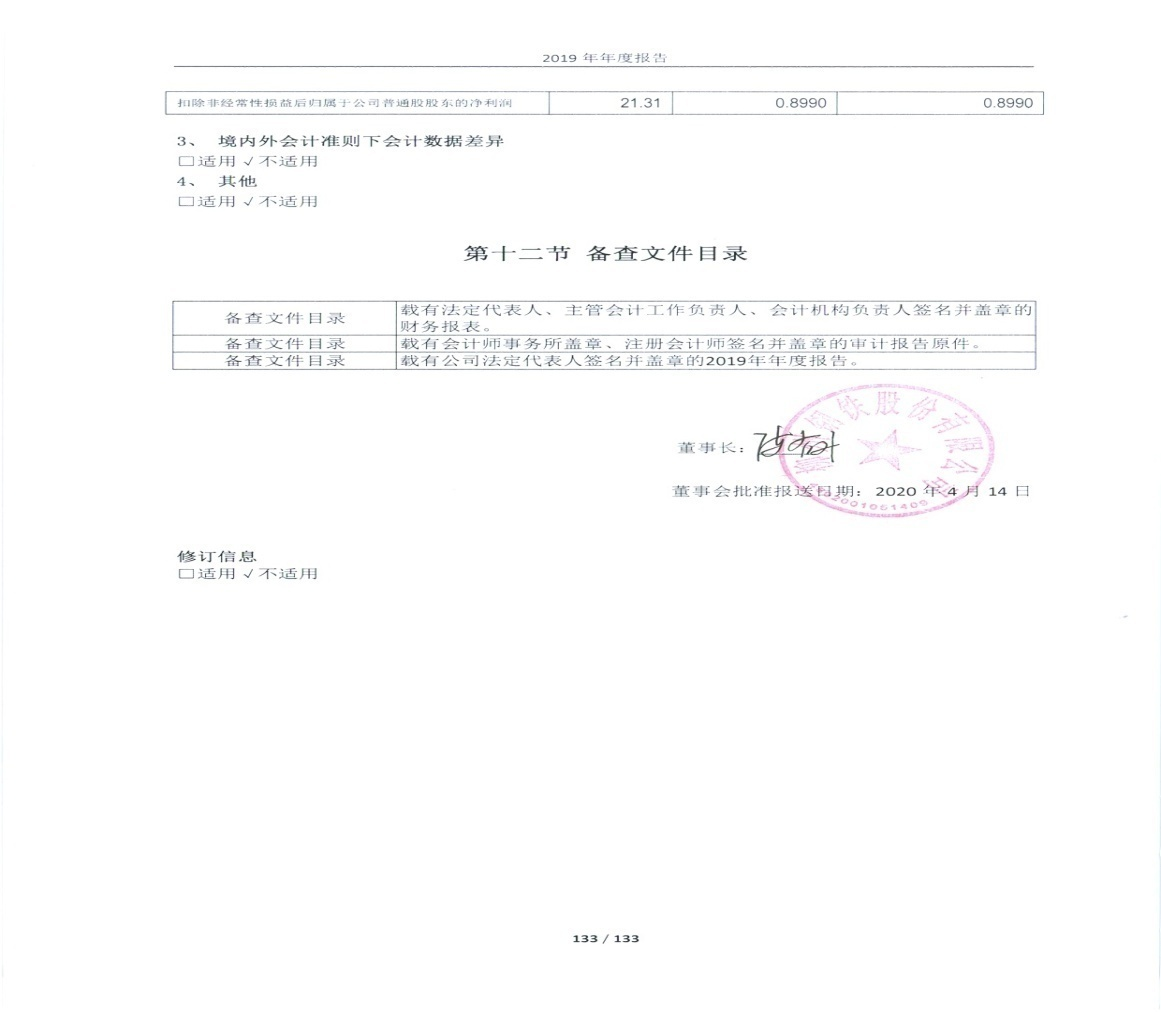 2019 年年度报告
扣除非经常性损益后归属于公司普通股股东的净利润 21.31 0.8990 0.8990
3、 境内外会计准则下会计数据差异
□适用 √不适用
4、 其他
□适用 √不适用
第十二节 备查文件目录
备查文件目录 载有法定代表人、主管会计工作负责人、会计机构负责人签名并盖章的
财务报表。
备查文件目录 载有会计师事务所盖章、注册会计师签名并盖章的审计报告原件。
备查文件目录 载有公司法定代表人签名并盖章的2019年年度报告。
钢铁股份有限公司
董事长：
董事会批准报送日期：2020 年 4 月 14 日
修订信息
□适用 √不适用
133 / 133